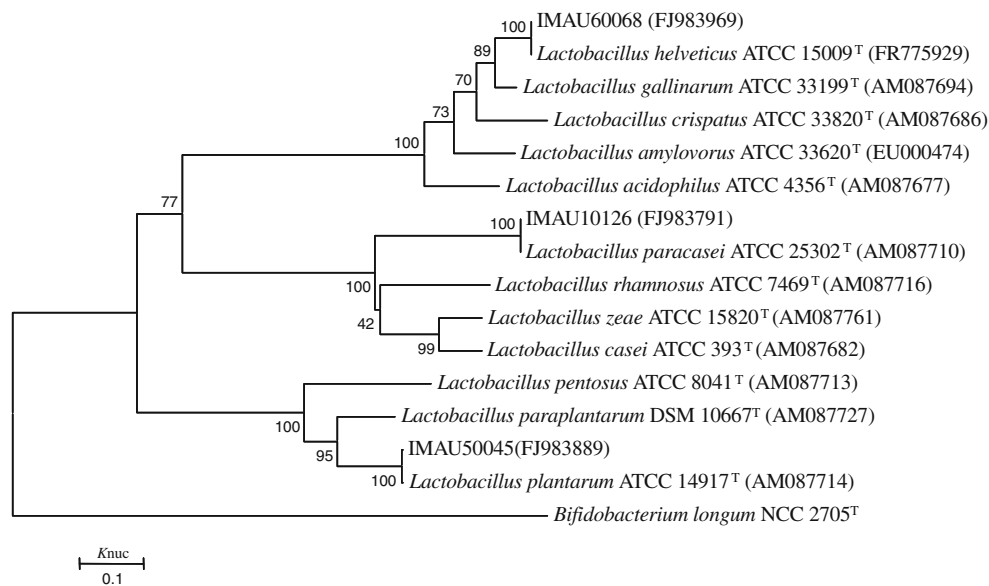 100 IMAU60068 (FJ983969)
89 Lactobacillus helveticus ATCC 15009ᵀ (FR775929)
70 Lactobacillus gallinarum ATCC 33199ᵀ (AM087694)
73 Lactobacillus crispatus ATCC 33820ᵀ (AM087686)
100 Lactobacillus amylovorus ATCC 33620ᵀ (EU000474)
Lactobacillus acidophilus ATCC 4356ᵀ (AM087677)
77
100 IMAU10126 (FJ983791)
Lactobacillus paracasei ATCC 25302ᵀ (AM087710)
100 Lactobacillus rhamnosus ATCC 7469ᵀ (AM087716)
42 Lactobacillus zeae ATCC 15820ᵀ (AM087761)
99 Lactobacillus casei ATCC 393ᵀ (AM087682)
Lactobacillus pentosus ATCC 8041ᵀ (AM087713)
100 Lactobacillus paraplantarum DSM 10667ᵀ (AM087727)
95 IMAU50045(FJ983889)
100 Lactobacillus plantarum ATCC 14917ᵀ (AM087714)
Bifidobacterium longum NCC 2705ᵀ
Knuc
0.1